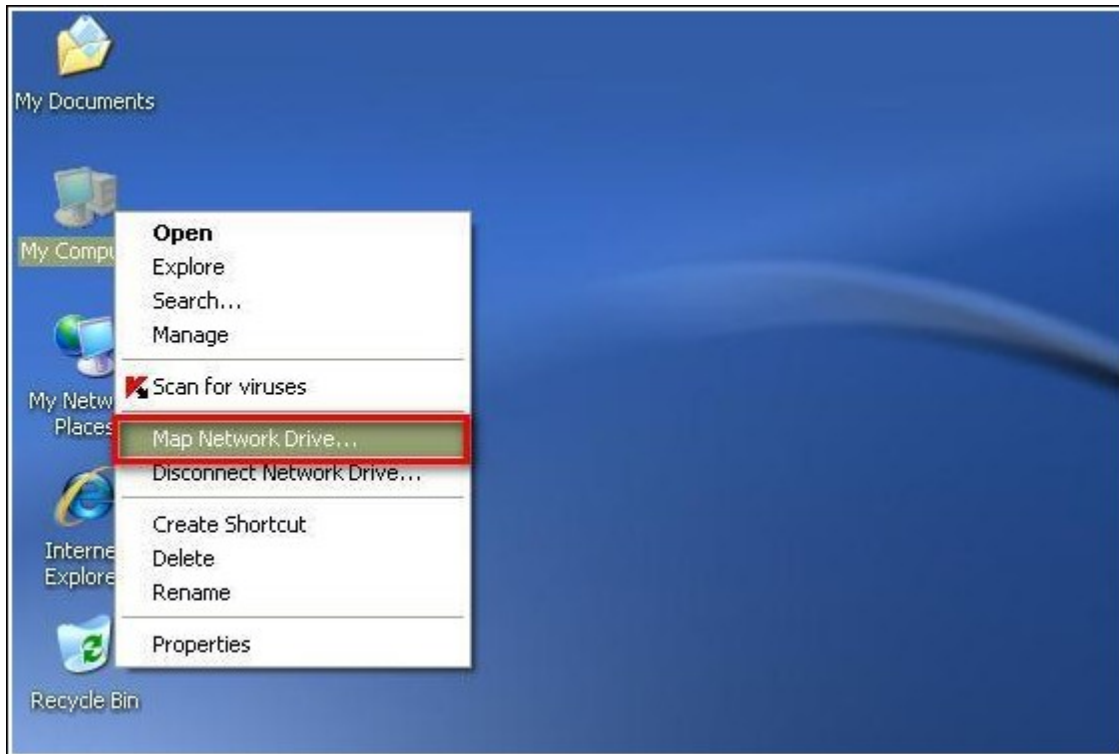 My Documents
My Compu
Open
Explore
Search...
Manage
Scan for viruses
Map Network Drive...
Disconnect Network Drive...
Create Shortcut
Delete
Rename
Properties
My Netw
Places
Interne
Explore
Recycle Bin